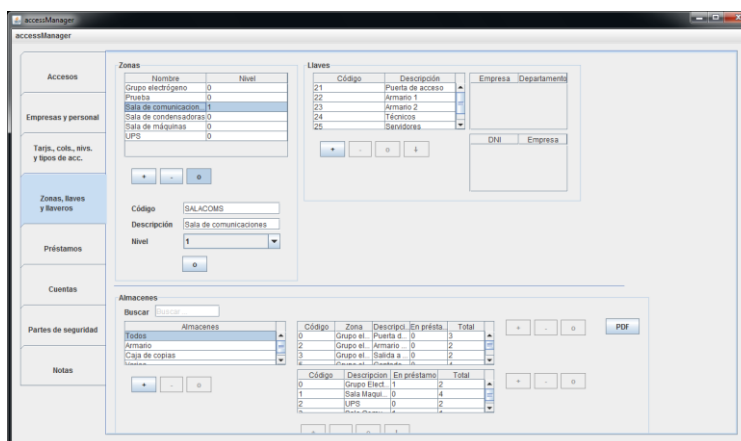 accessManager
accessManager
Accesos
Empresas y personal
Tarjs., cols., nivs.
y tipos de acc.
Zonas, llaves
y llaveros
Préstamos
Cuentas
Partes de seguridad
Notas
Zonas
Nombre Nivel
Grupo electrógeno 0
Prueba 0
Sala de comunicacion... 1
Sala de condensadoras 0
Sala de máquinas 0
UPS 0
+ - o
Código SALACOMS
Descripción Sala de comunicaciones
Nivel 1
o
Llaves
Código Descripción
21 Puerta de acceso
22 Armario 1
23 Armario 2
24 Técnicos
25 Servidores
+ - o ↓
Empresa Departamento
DNI Empresa
Almacenes
Buscar Buscar...
Almacenes
Todos
Armario
Caja de copias
+ - o
Código Zona Descripci... En présta... Total
0 Grupo el... Puerta d... 0 3
2 Grupo el... Armario ... 0 2
3 Grupo el... Salida a ... 0 2
+ - o
PDF
Código Descripcion En préstamo Total
0 Grupo Elect... 1 2
1 Sala Maqui... 0 4
2 UPS 0 2
+ - o